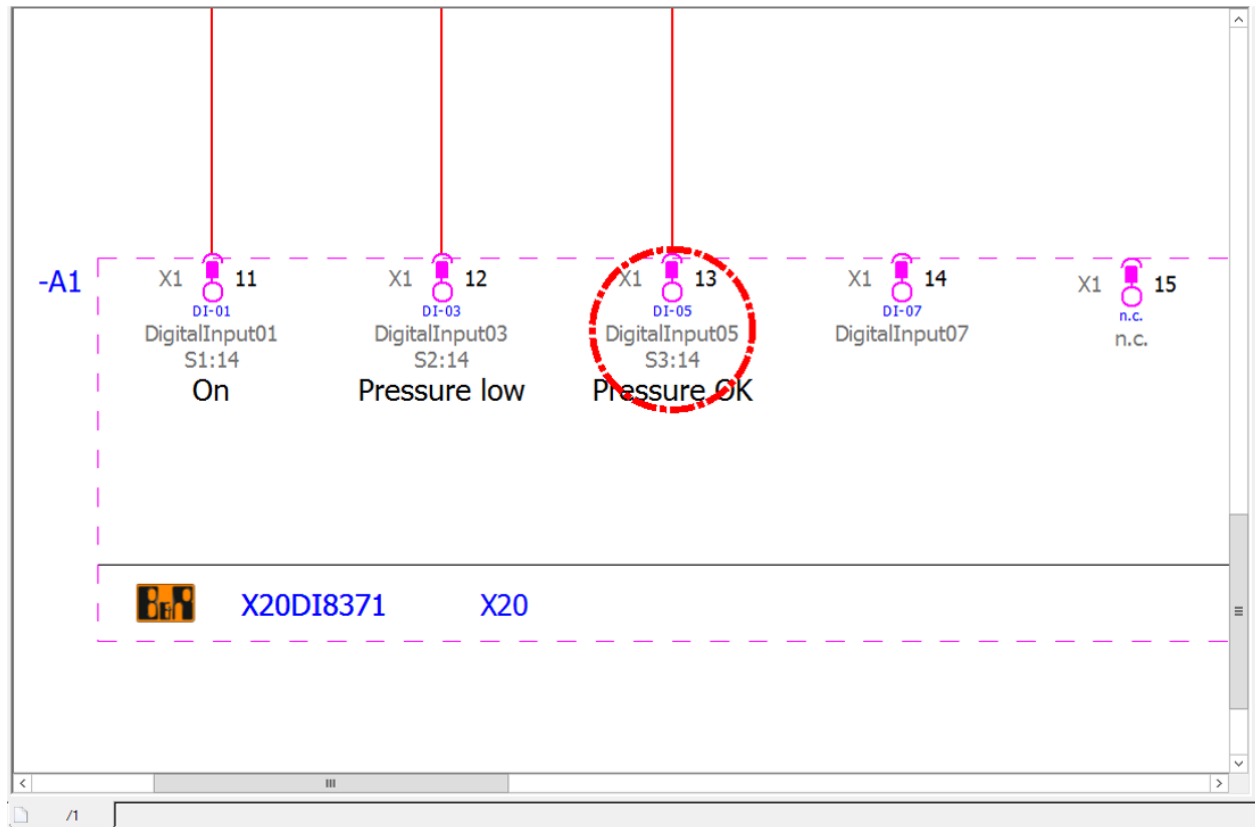 -A1
X1 11
DI-01
DigitalInput01
S1:14
On
X1 12
DI-03
DigitalInput03
S2:14
Pressure low
X1 13
DI-05
DigitalInput05
S3:14
Pressure OK
X1 14
DI-07
DigitalInput07
X1 15
n.c.
n.c.
B&R X20DI8371 X20
/1